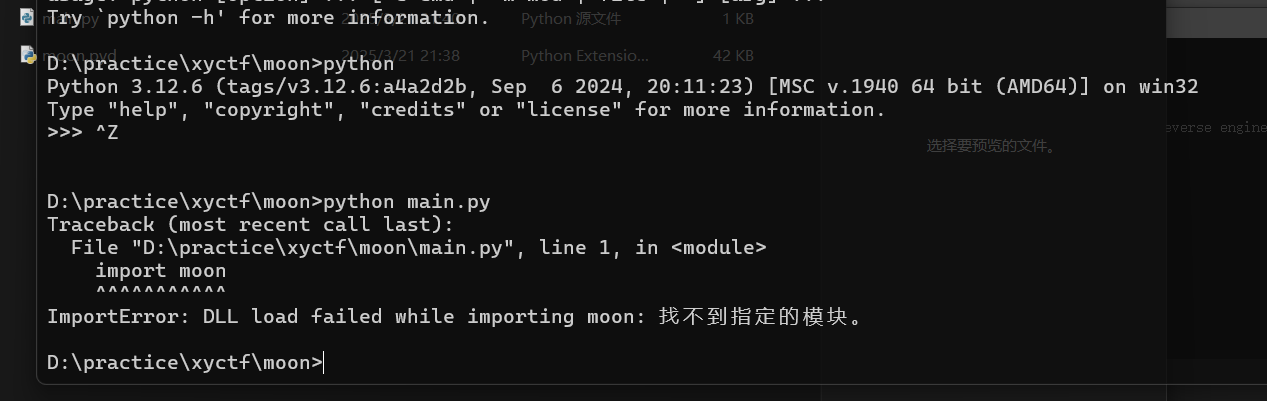 Try `python -h' for more information.
main.py Python 源文件 1 KB
moon.pyd 2025/3/21 21:38 Python Extensio... 42 KB
D:\practice\xyctf\moon>python
Python 3.12.6 (tags/v3.12.6:a4a2d2b, Sep  6 2024, 20:11:23) [MSC v.1940 64 bit (AMD64)] on win32
Type "help", "copyright", "credits" or "license" for more information.
>>> ^Z
everse engine
选择要预览的文件。
D:\practice\xyctf\moon>python main.py
Traceback (most recent call last):
  File "D:\practice\xyctf\moon\main.py", line 1, in <module>
    import moon
    ^^^^^^^^^^^
ImportError: DLL load failed while importing moon: 找不到指定的模块。
D:\practice\xyctf\moon>